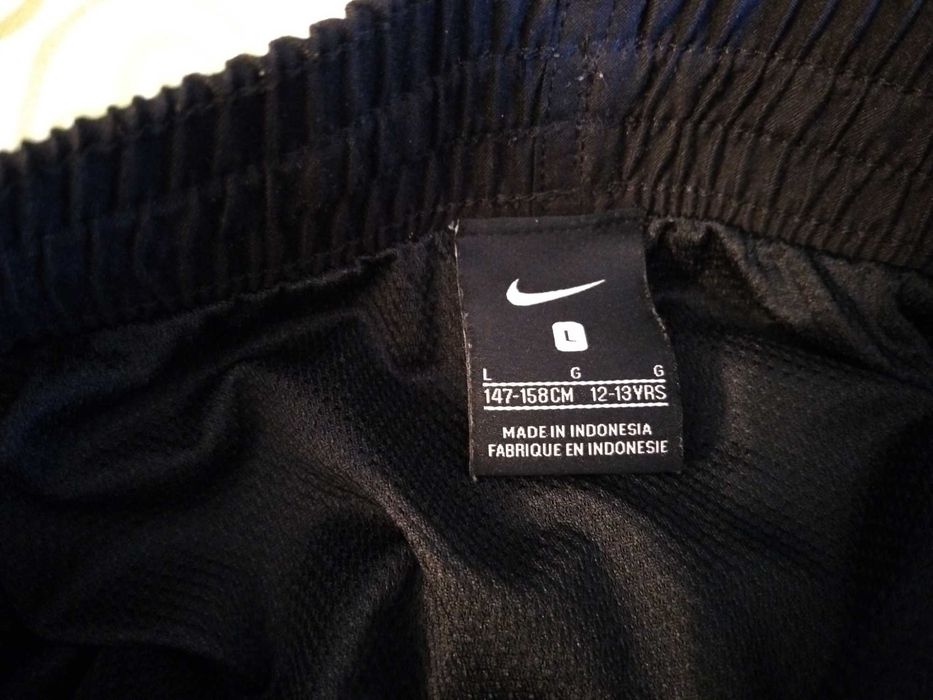 L
L G G
147-158CM 12-13YRS
MADE IN INDONESIA
FABRIQUE EN INDONESIE